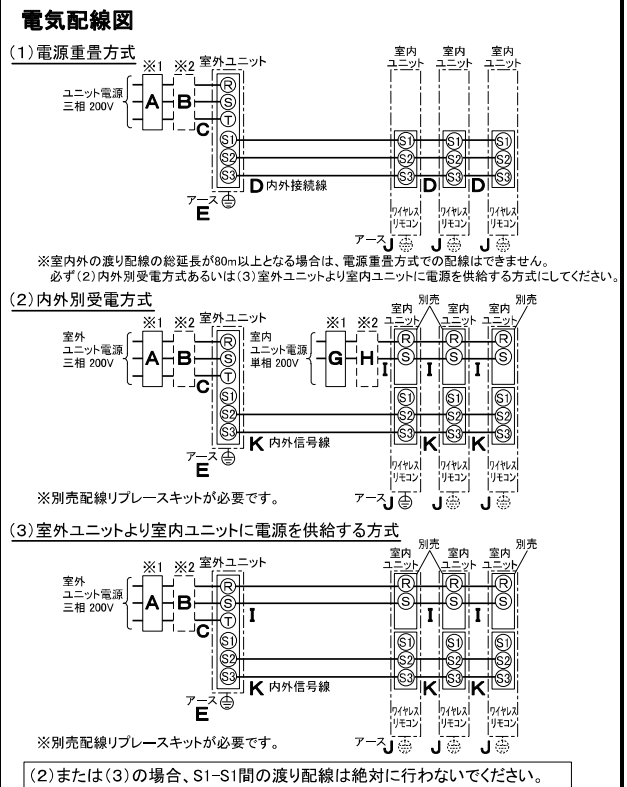 電気配線図
(1)電源重畳方式
※1 ※2 室外ユニット
室内ユニット 室内ユニット 室内ユニット
ユニット電源
三相 200V
A B C
R
S
T
S1 S1 S1 S1
S2 S2 S2 S2
S3 S3 S3 S3
D 内外接続線 D D
アース
E
ワイヤレスリモコン ワイヤレスリモコン ワイヤレスリモコン
アース J J J
※室内外の渡り配線の総延長が80m以上となる場合は、電源重畳方式での配線はできません。
必ず(2)内外別受電方式あるいは(3)室外ユニットより室内ユニットに電源を供給する方式にしてください。
(2)内外別受電方式
※1 ※2 室外ユニット
※1 ※2 室内ユニット 別売 室内ユニット 室内ユニット 別売
室外
ユニット電源
三相 200V
A B C
室内
ユニット電源
単相 200V
G H I I I
R R R R
S S S S
T
S1 S1 S1 S1
S2 S2 S2 S2
S3 S3 S3 S3
K 内外信号線 K K
アース
E
ワイヤレスリモコン ワイヤレスリモコン ワイヤレスリモコン
※別売配線リプレースキットが必要です。
アース J J J
(3)室外ユニットより室内ユニットに電源を供給する方式
※1 ※2 室外ユニット
室内ユニット 別売 室内ユニット 室内ユニット 別売
室外
ユニット電源
三相 200V
A B C
R R R R
S S S S
T
I I I
S1 S1 S1 S1
S2 S2 S2 S2
S3 S3 S3 S3
K 内外信号線 K K
アース
E
ワイヤレスリモコン ワイヤレスリモコン ワイヤレスリモコン
※別売配線リプレースキットが必要です。
アース J J J
(2)または(3)の場合、S1-S1間の渡り配線は絶対に行わないでください。